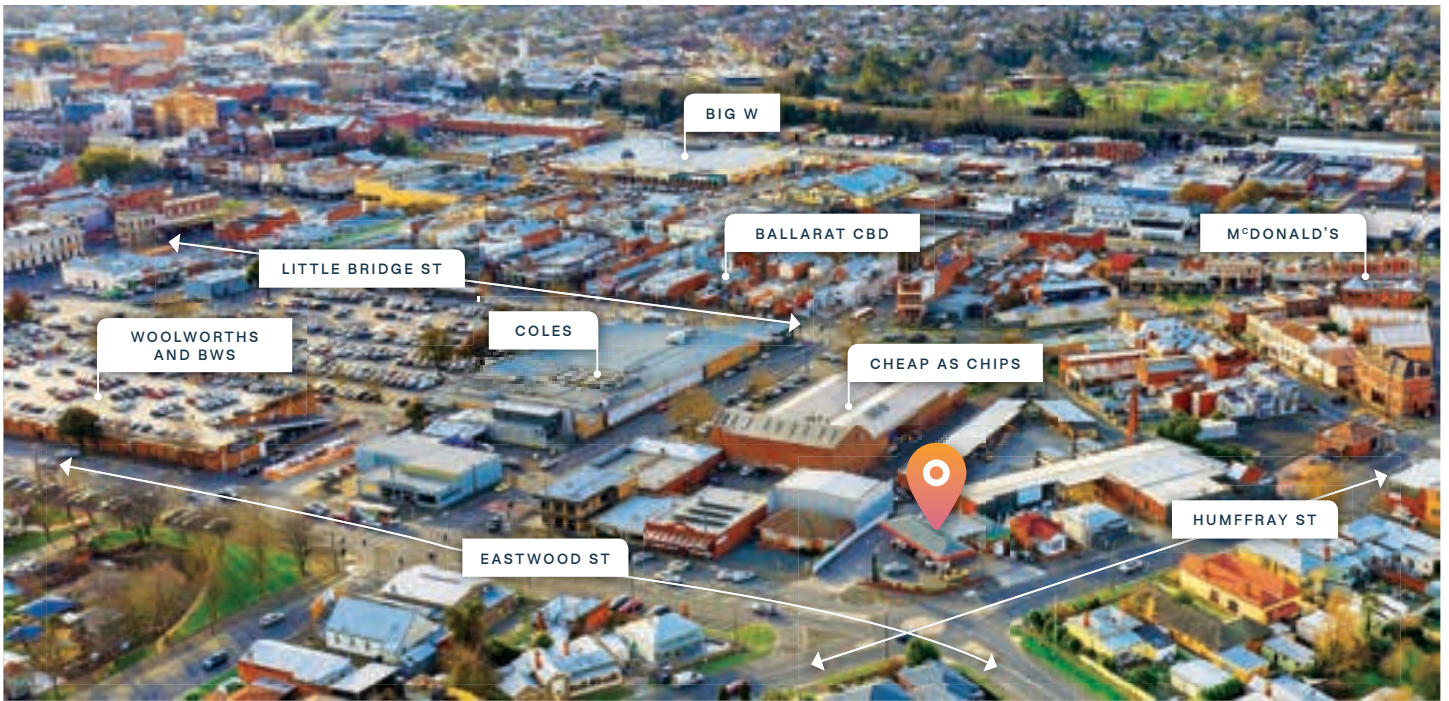 BIG W
BALLARAT CBD
McDONALD'S
LITTLE BRIDGE ST
WOOLWORTHS
AND BWS
COLES
CHEAP AS CHIPS
HUMFFRAY ST
EASTWOOD ST